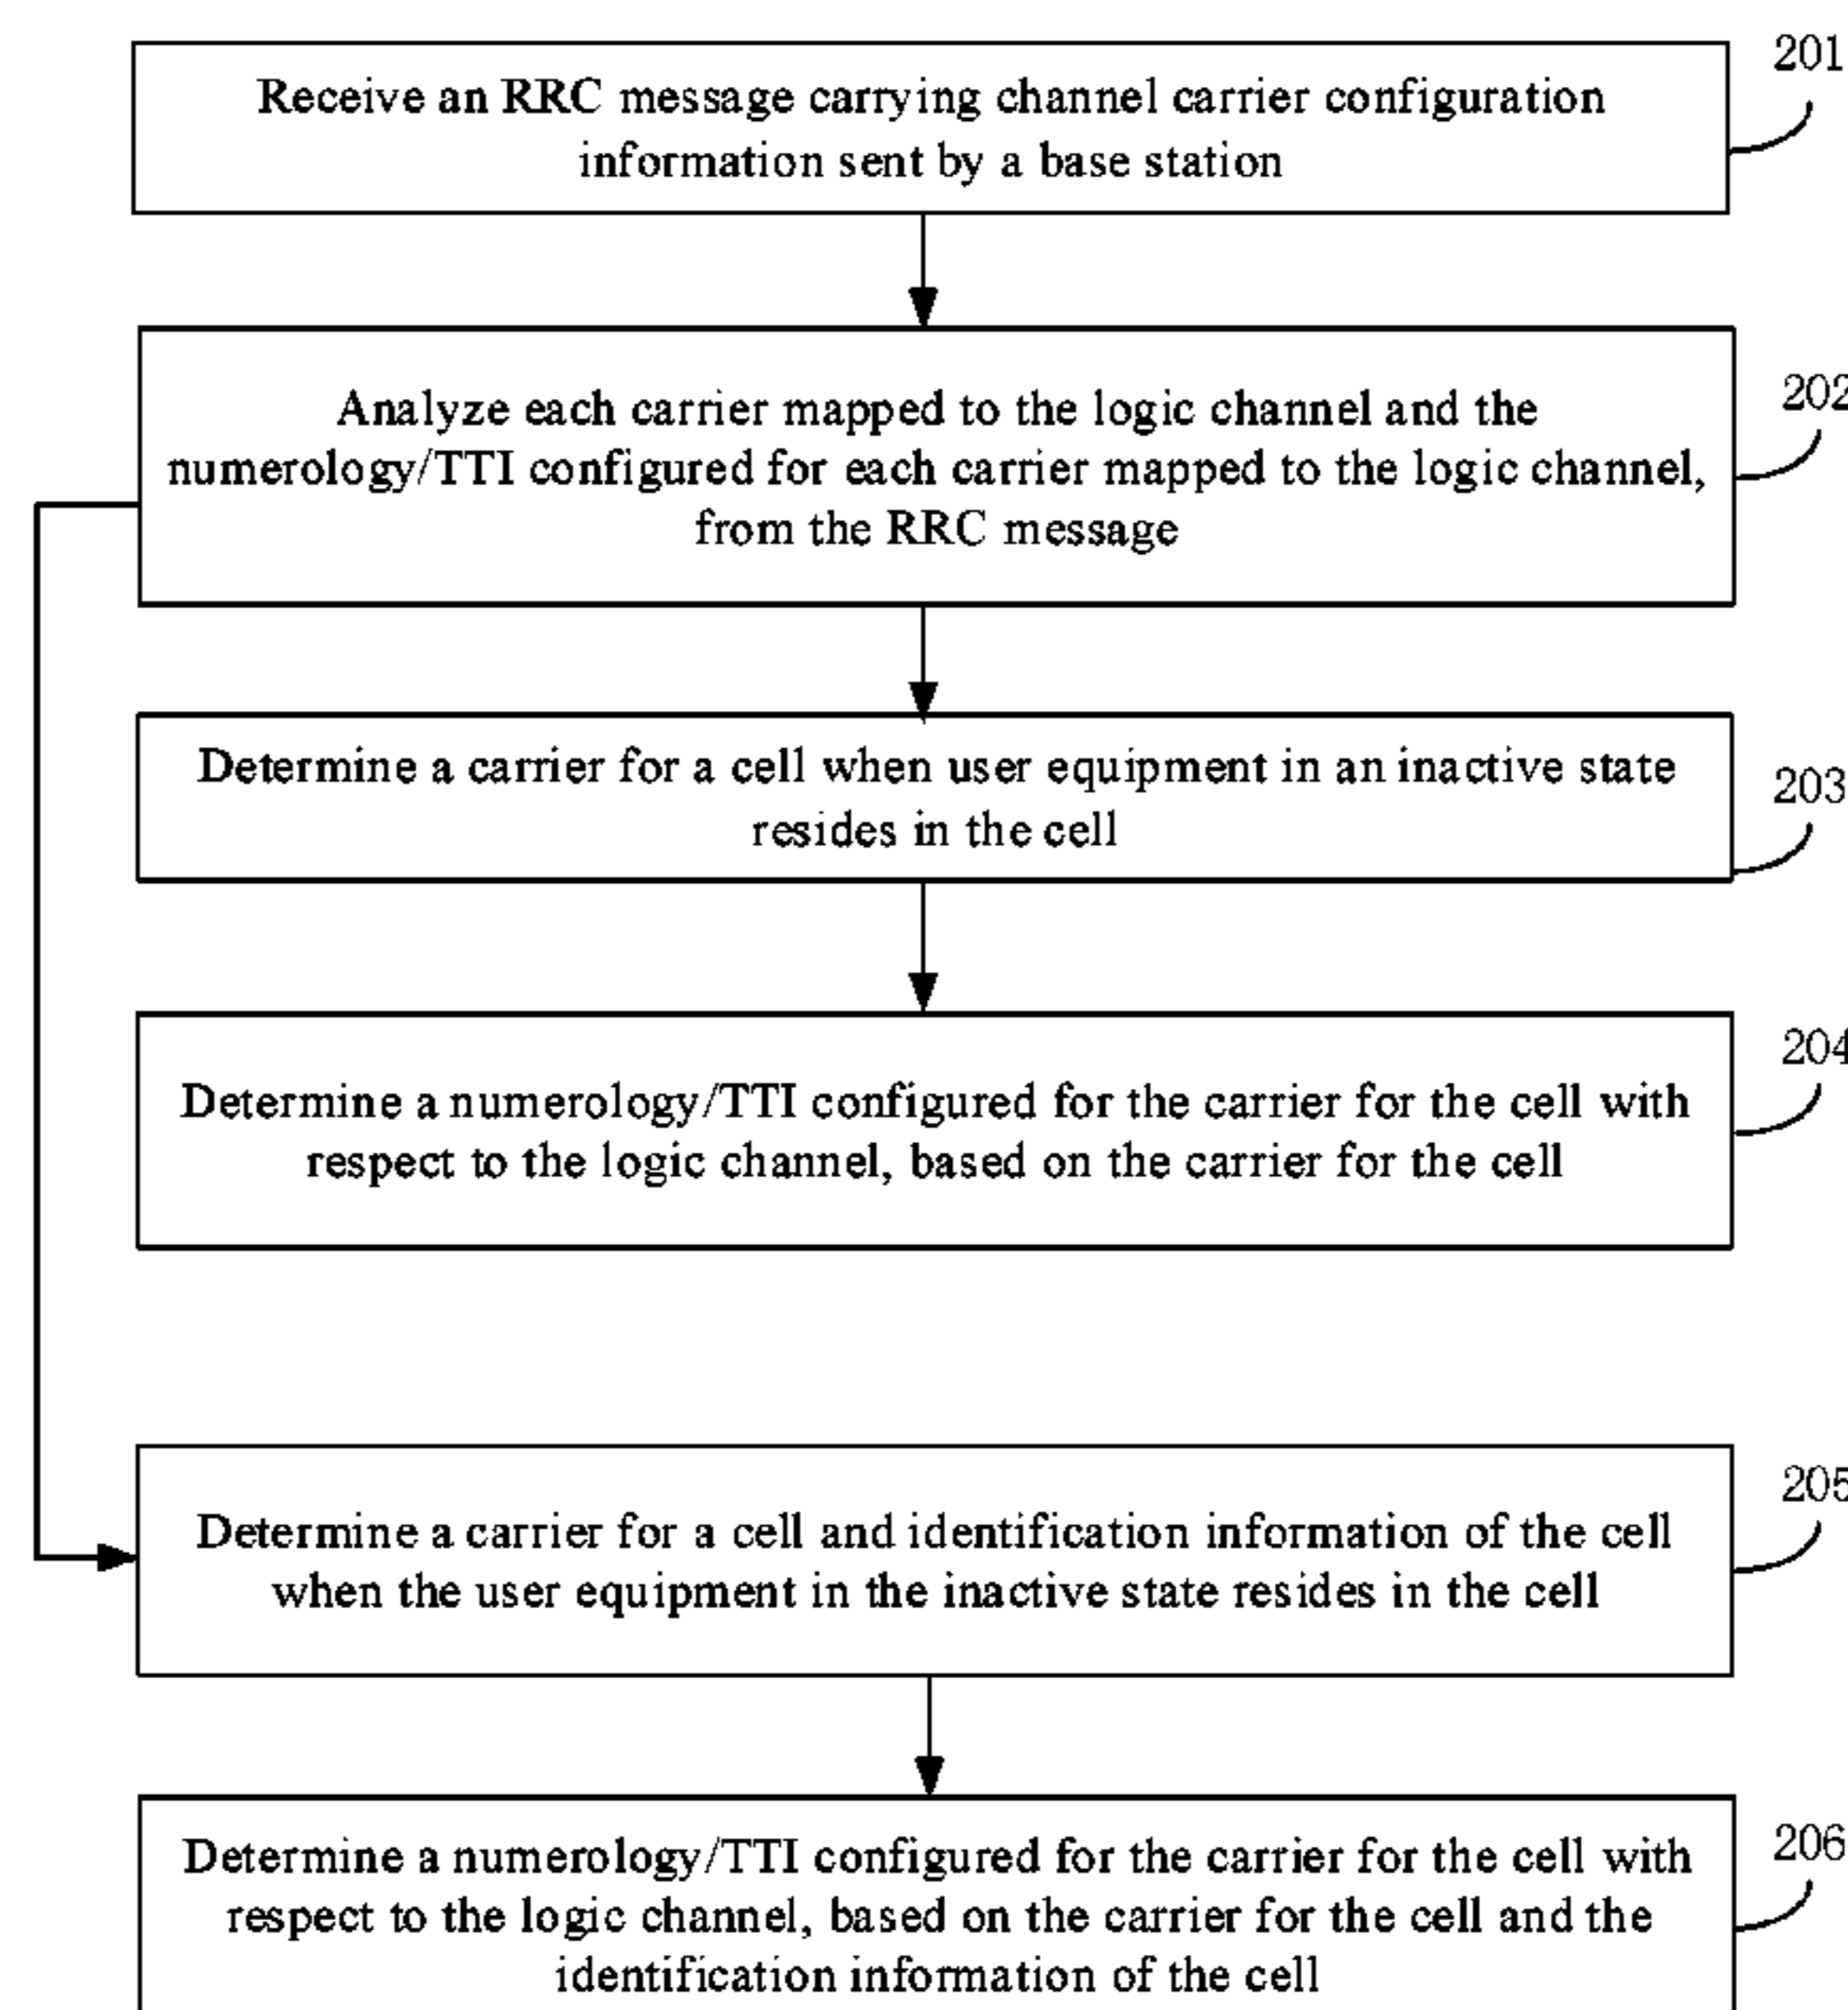 201
Receive an RRC message carrying channel carrier configuration
information sent by a base station
202
Analyze each carrier mapped to the logic channel and the
numerology/TTI configured for each carrier mapped to the logic channel,
from the RRC message
203
Determine a carrier for a cell when user equipment in an inactive state
resides in the cell
204
Determine a numerology/TTI configured for the carrier for the cell with
respect to the logic channel, based on the carrier for the cell
205
Determine a carrier for a cell and identification information of the cell
when the user equipment in the inactive state resides in the cell
206
Determine a numerology/TTI configured for the carrier for the cell with
respect to the logic channel, based on the carrier for the cell and the
identification information of the cell